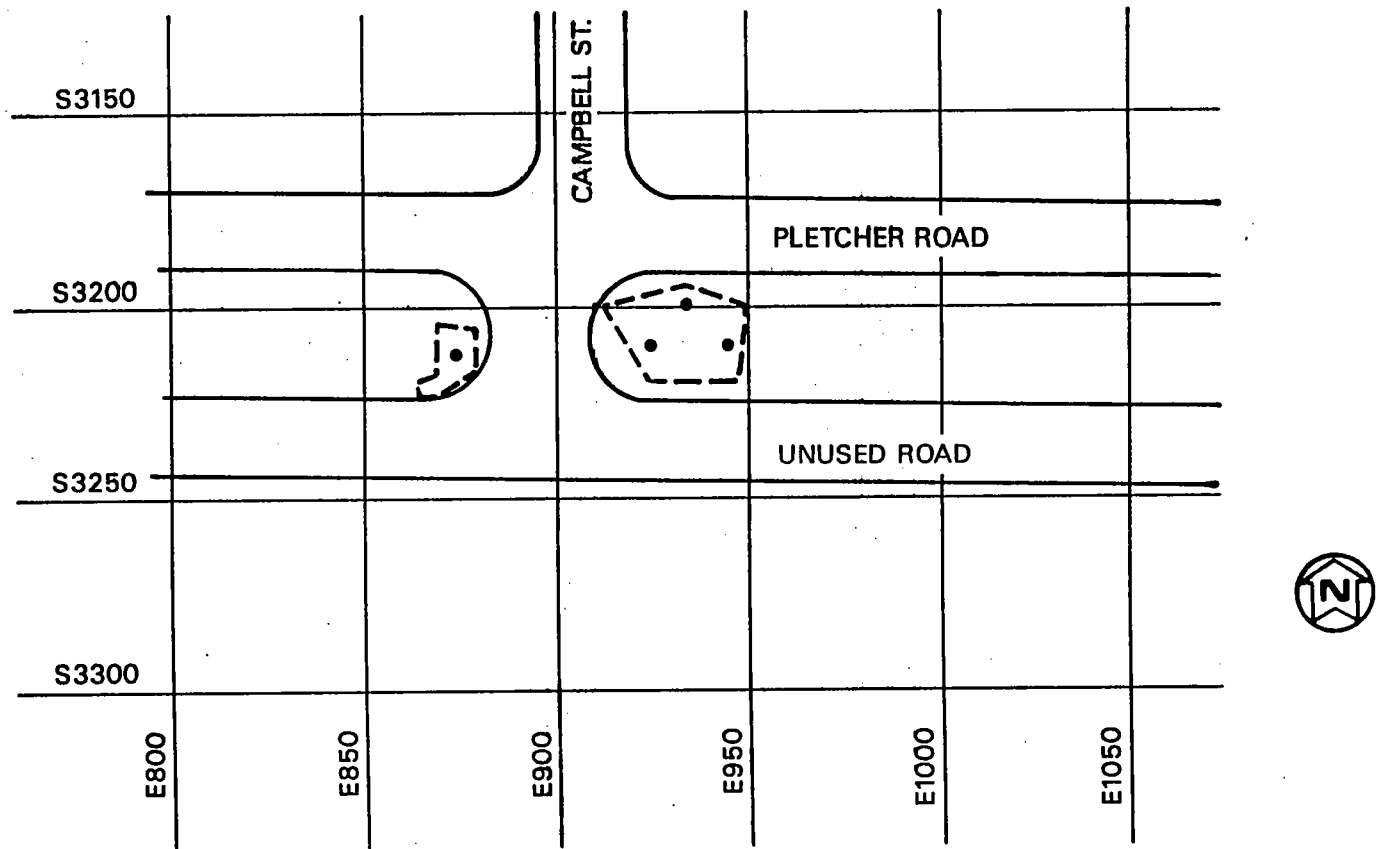 CAMPBELL ST.
S3150
PLETCHER ROAD
S3200
UNUSED ROAD
S3250
N
S3300
E800
E850
E900
E950
E1000
E1050